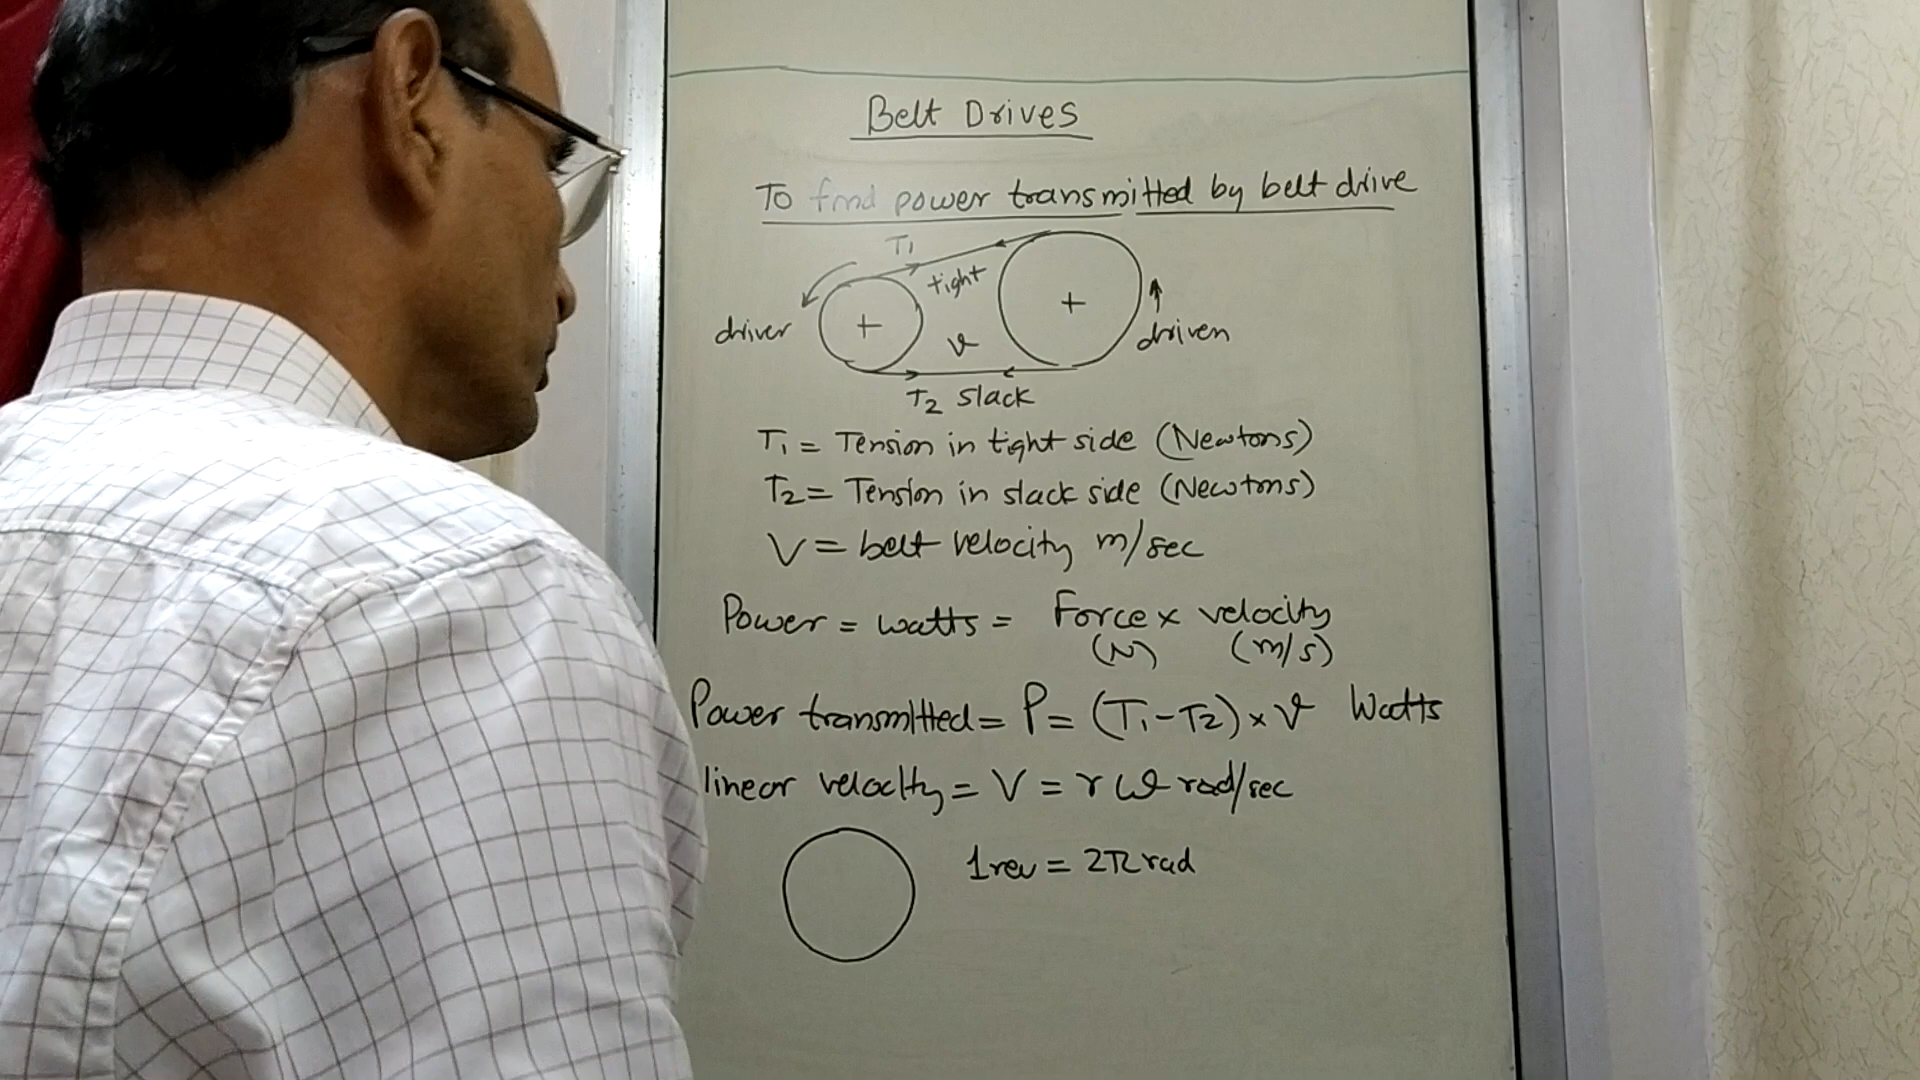 Belt Drives
To find power transmitted by belt drive
T1
tight
driver
v
driven
T2 slack
T1 = Tension in tight side (Newtons)
T2 = Tension in slack side (Newtons)
V = belt velocity m/sec
Power = watts = Force x velocity
(N) (m/s)
Power transmitted = P = (T1-T2) x v Watts
linear velocity = V = r ω rad/sec
1 rev = 2π rad